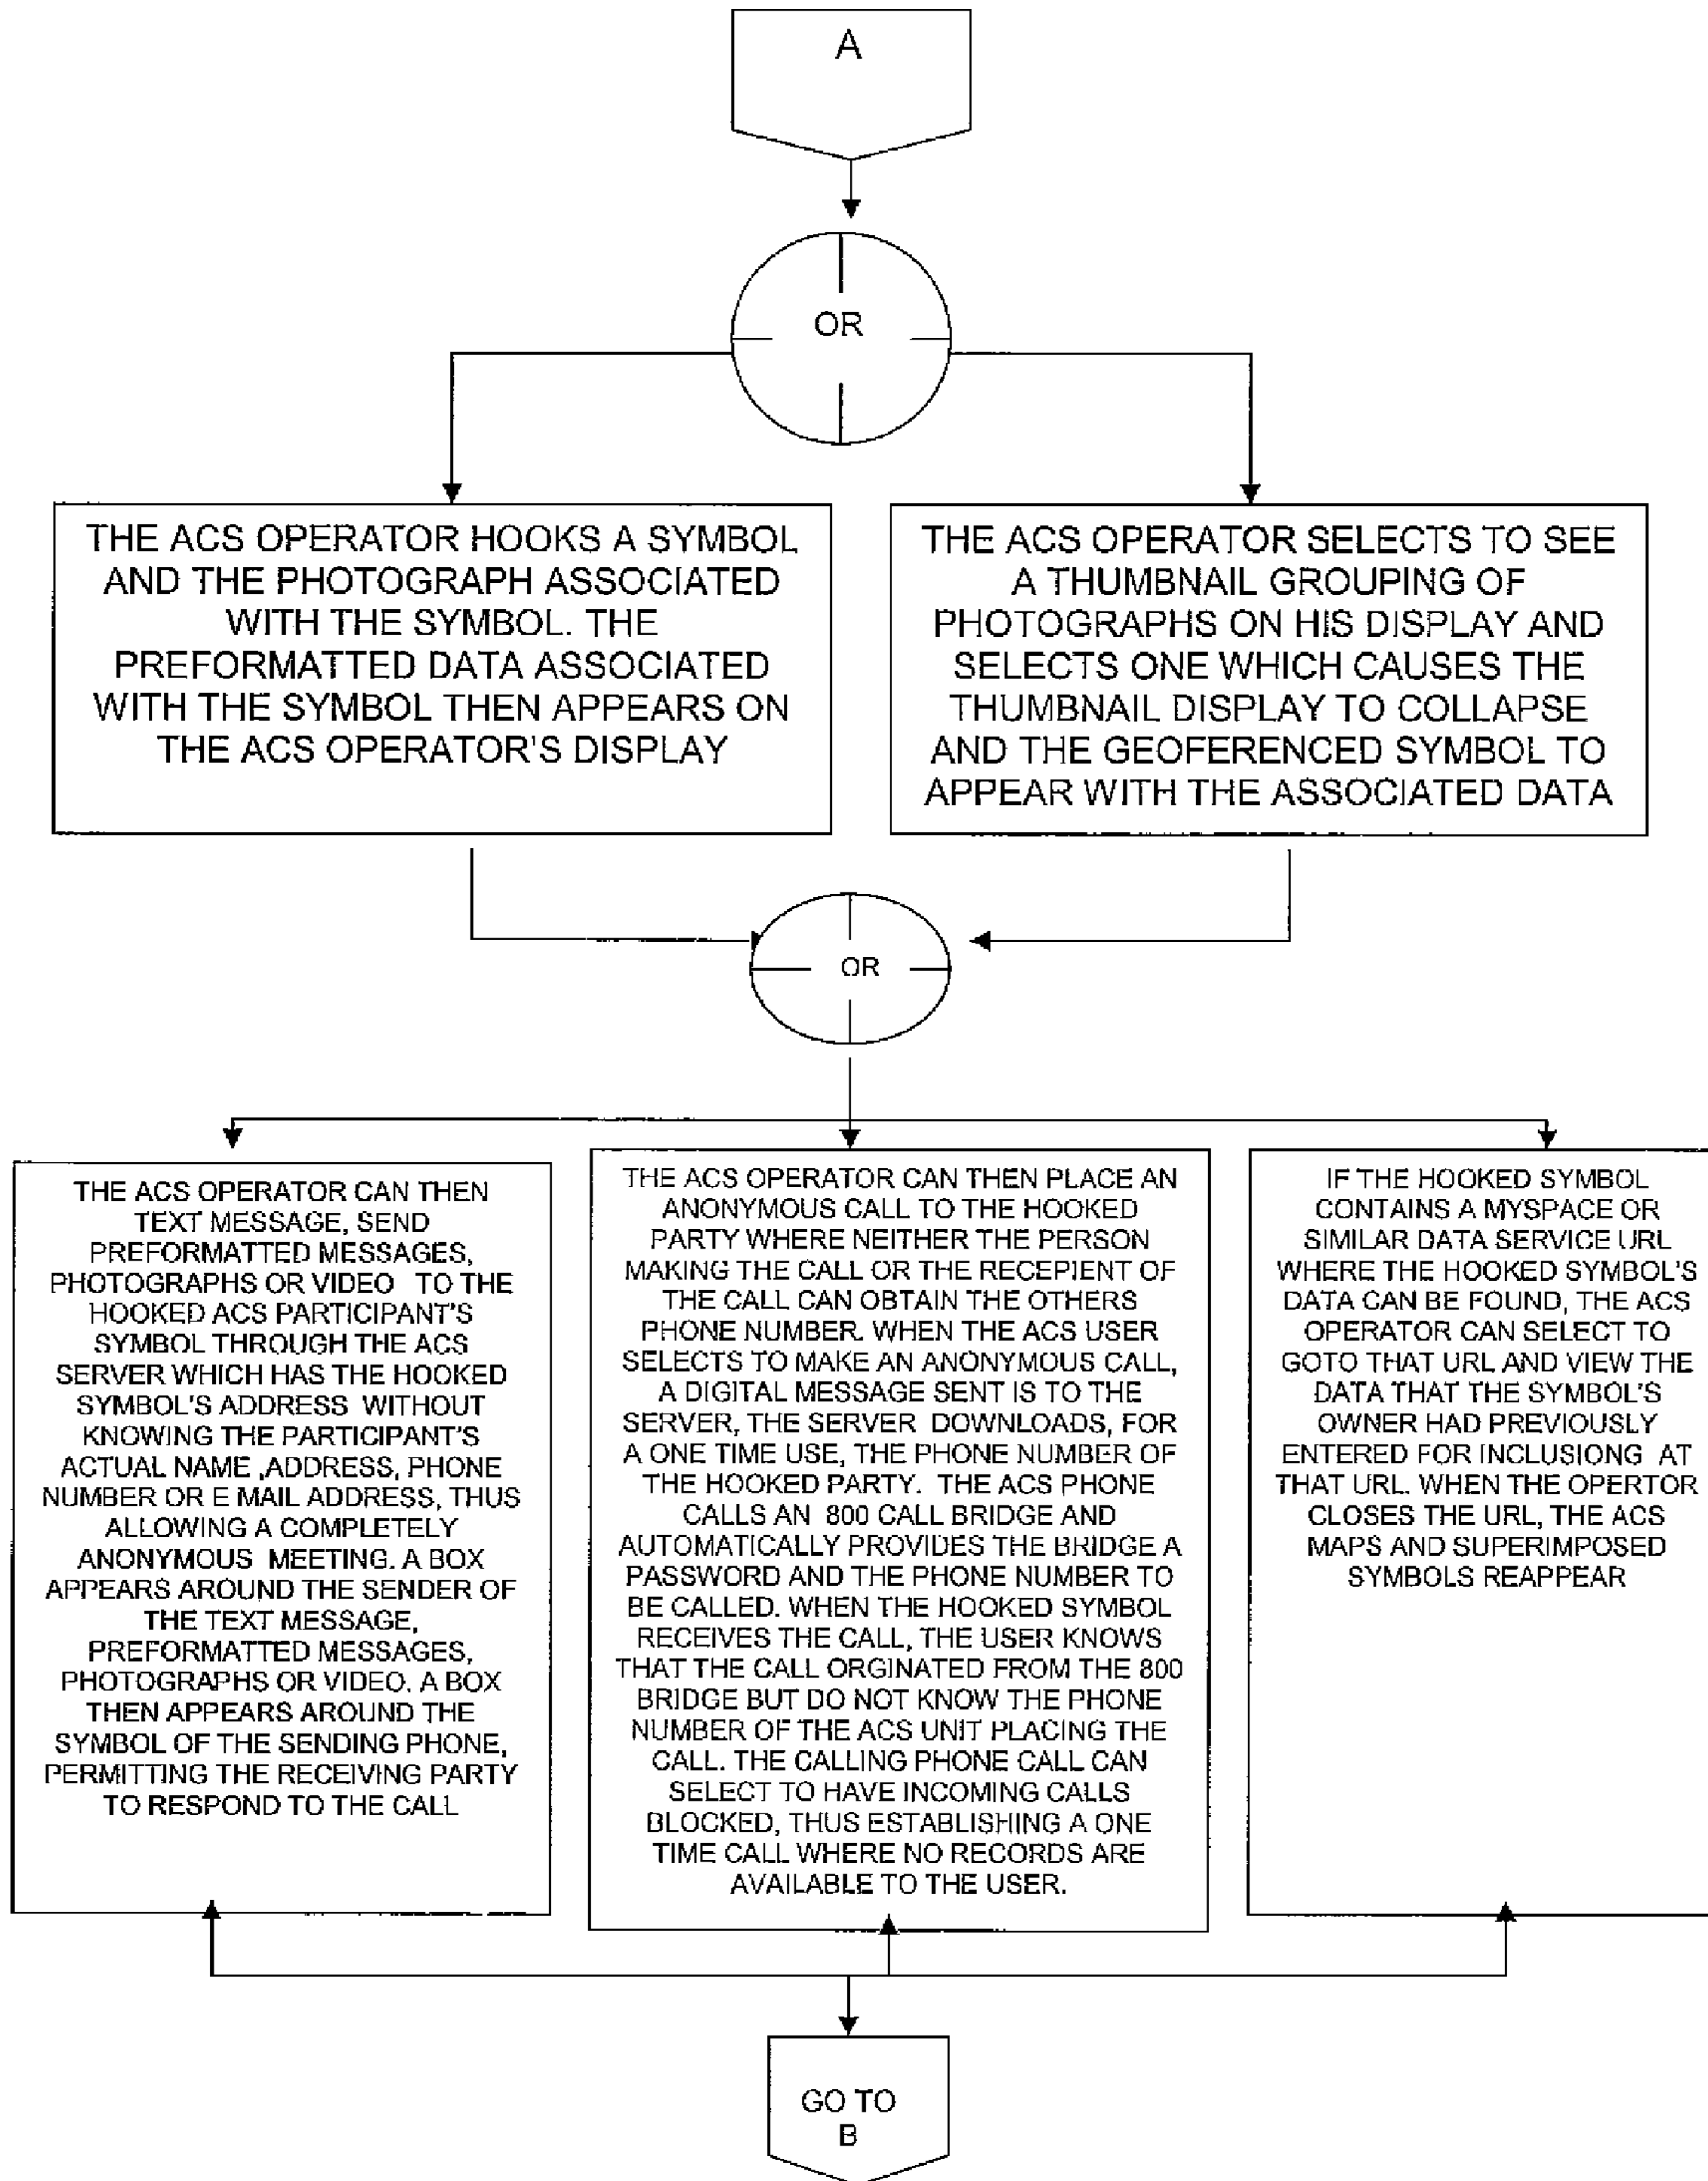 A
OR
THE ACS OPERATOR HOOKS A SYMBOL
AND THE PHOTOGRAPH ASSOCIATED
WITH THE SYMBOL. THE
PREFORMATTED DATA ASSOCIATED
WITH THE SYMBOL THEN APPEARS ON
THE ACS OPERATOR'S DISPLAY
THE ACS OPERATOR SELECTS TO SEE
A THUMBNAIL GROUPING OF
PHOTOGRAPHS ON HIS DISPLAY AND
SELECTS ONE WHICH CAUSES THE
THUMBNAIL DISPLAY TO COLLAPSE
AND THE GEOFERENCED SYMBOL TO
APPEAR WITH THE ASSOCIATED DATA
OR
THE ACS OPERATOR CAN THEN
TEXT MESSAGE, SEND
PREFORMATTED MESSAGES,
PHOTOGRAPHS OR VIDEO TO THE
HOOKED ACS PARTICIPANT'S
SYMBOL THROUGH THE ACS
SERVER WHICH HAS THE HOOKED
SYMBOL'S ADDRESS WITHOUT
KNOWING THE PARTICIPANT'S
ACTUAL NAME ,ADDRESS, PHONE
NUMBER OR E MAIL ADDRESS, THUS
ALLOWING A COMPLETELY
ANONYMOUS MEETING. A BOX
APPEARS AROUND THE SENDER OF
THE TEXT MESSAGE,
PREFORMATTED MESSAGES,
PHOTOGRAPHS OR VIDEO. A BOX
THEN APPEARS AROUND THE
SYMBOL OF THE SENDING PHONE,
PERMITTING THE RECEIVING PARTY
TO RESPOND TO THE CALL
THE ACS OPERATOR CAN THEN PLACE AN
ANONYMOUS CALL TO THE HOOKED
PARTY WHERE NEITHER THE PERSON
MAKING THE CALL OR THE RECEPIENT OF
THE CALL CAN OBTAIN THE OTHERS
PHONE NUMBER. WHEN THE ACS USER
SELECTS TO MAKE AN ANONYMOUS CALL,
A DIGITAL MESSAGE SENT IS TO THE
SERVER, THE SERVER DOWNLOADS, FOR
A ONE TIME USE, THE PHONE NUMBER OF
THE HOOKED PARTY. THE ACS PHONE
CALLS AN 800 CALL BRIDGE AND
AUTOMATICALLY PROVIDES THE BRIDGE A
PASSWORD AND THE PHONE NUMBER TO
BE CALLED. WHEN THE HOOKED SYMBOL
RECEIVES THE CALL, THE USER KNOWS
THAT THE CALL ORGINATED FROM THE 800
BRIDGE BUT DO NOT KNOW THE PHONE
NUMBER OF THE ACS UNIT PLACING THE
CALL. THE CALLING PHONE CALL CAN
SELECT TO HAVE INCOMING CALLS
BLOCKED, THUS ESTABLISHING A ONE
TIME CALL WHERE NO RECORDS ARE
AVAILABLE TO THE USER.
IF THE HOOKED SYMBOL
CONTAINS A MYSPACE OR
SIMILAR DATA SERVICE URL
WHERE THE HOOKED SYMBOL'S
DATA CAN BE FOUND, THE ACS
OPERATOR CAN SELECT TO
GOTO THAT URL AND VIEW THE
DATA THAT THE SYMBOL'S
OWNER HAD PREVIOUSLY
ENTERED FOR INCLUSIONG AT
THAT URL. WHEN THE OPERTOR
CLOSES THE URL, THE ACS
MAPS AND SUPERIMPOSED
SYMBOLS REAPPEAR
GO TO
B